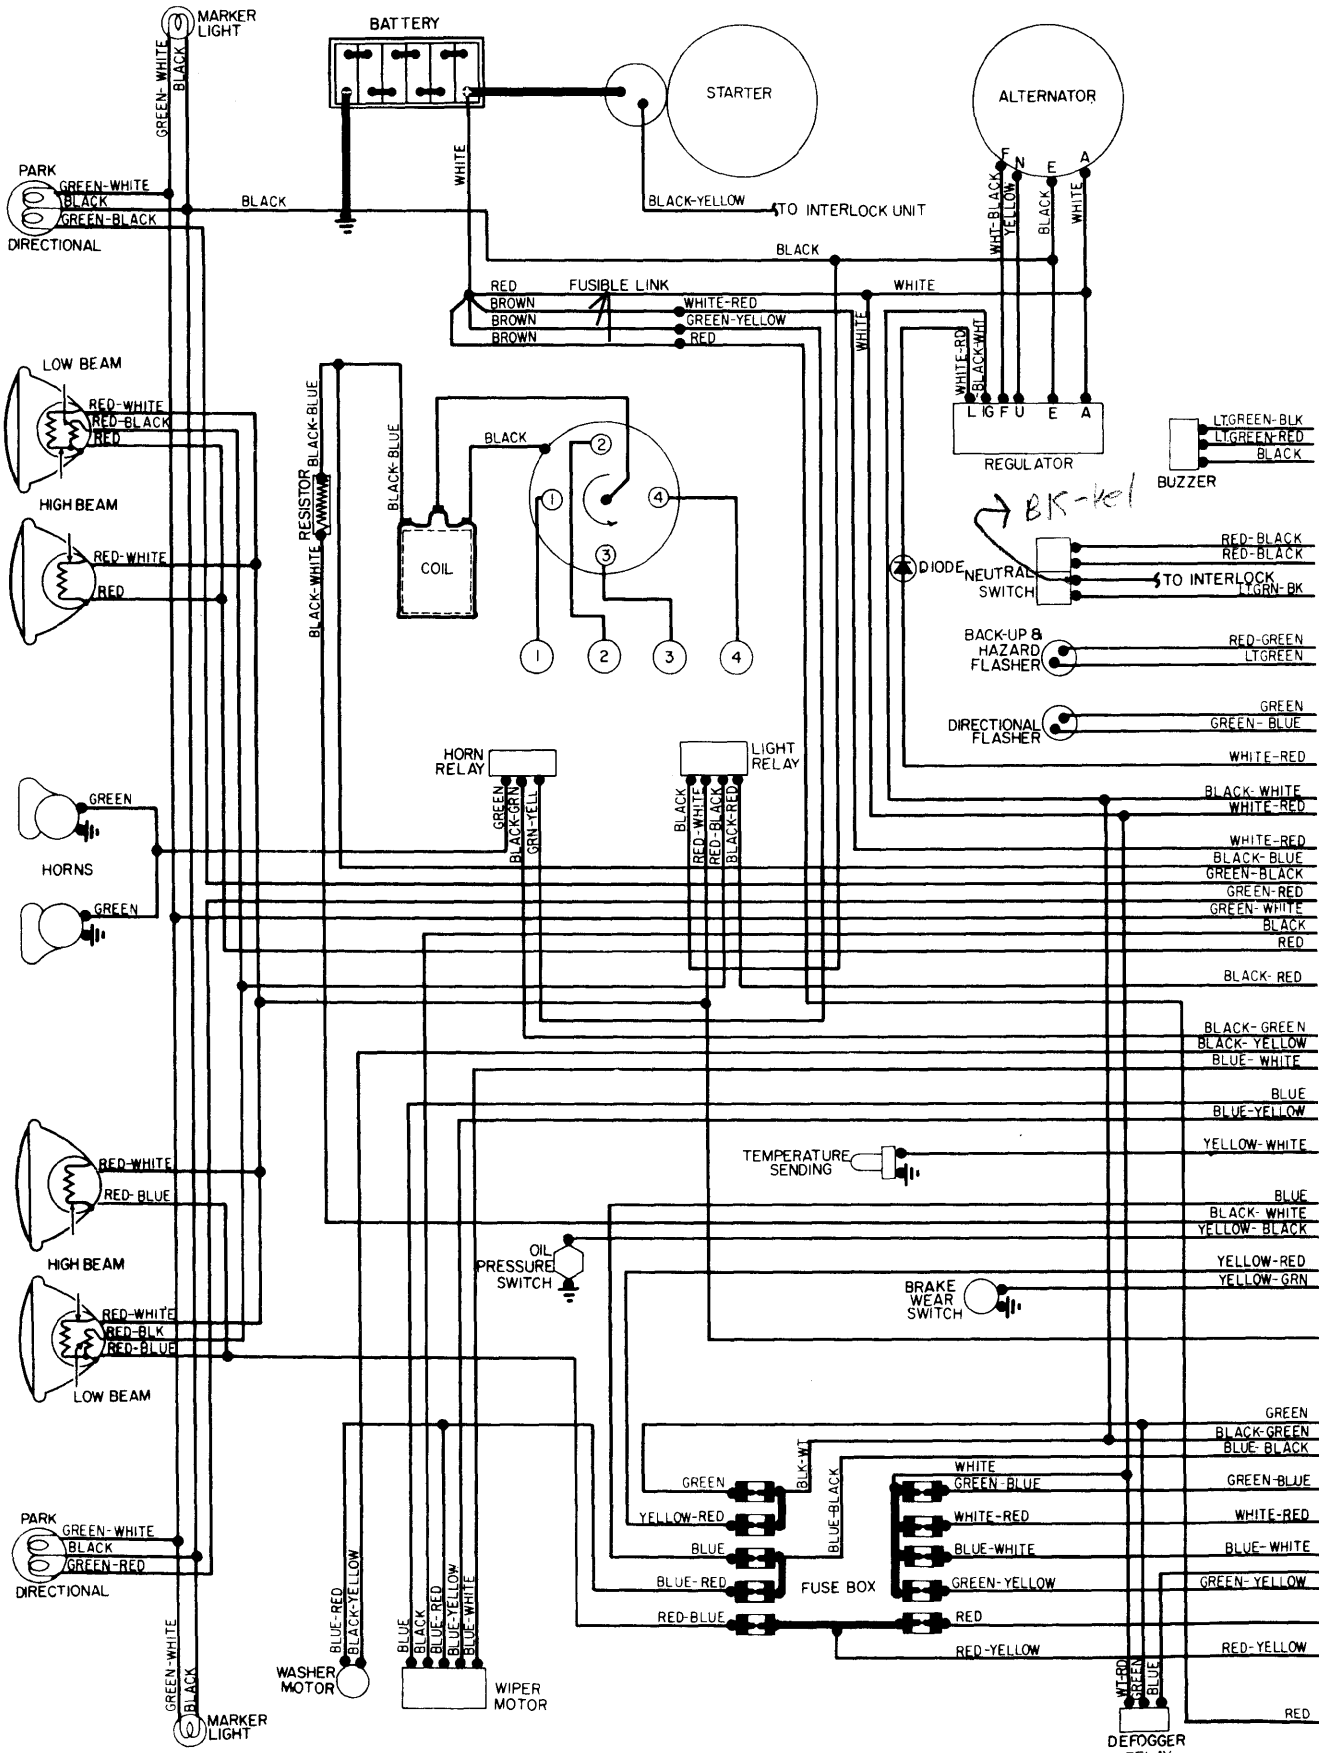 MARKER
LIGHT
BATTERY
STARTER
ALTERNATOR
GREEN-WHITE
BLACK
WHITE
F N E A
WHT-BLACK
YELLOW
BLACK
WHITE
PARK
GREEN-WHITE
BLACK
GREEN-BLACK
DIRECTIONAL
BLACK
BLACK-YELLOW
TO INTERLOCK UNIT
BLACK
RED
FUSIBLE LINK
WHITE
BROWN
WHITE-RED
BROWN
GREEN-YELLOW
BROWN
RED
WHITE
WHITE-RD
BLACK-WHT
L IG F U E A
REGULATOR
LOW BEAM
RED-WHITE
RED-BLACK
RED
HIGH BEAM
BLACK-BLUE
RESISTOR
BLACK-BLUE
BLACK-WHITE
BLACK
COIL
2
1
4
3
1 2 3 4
LT.GREEN-BLK
LT.GREEN-RED
BLACK
BUZZER
BK-Yel
RED-WHITE
RED
DIODE
NEUTRAL
SWITCH
RED-BLACK
RED-BLACK
TO INTERLOCK
LT.GRN-BK
BACK-UP &
HAZARD
FLASHER
RED-GREEN
LT.GREEN
DIRECTIONAL
FLASHER
GREEN
GREEN-BLUE
HORN
RELAY
LIGHT
RELAY
GREEN
BLACK-GRN
GRN-YELL
BLACK
RED-WHITE
RED-BLACK
BLACK-RED
WHITE-RED
BLACK-WHITE
WHITE-RED
WHITE-RED
BLACK-BLUE
GREEN-BLACK
GREEN-RED
GREEN-WHITE
BLACK
RED
BLACK-RED
GREEN
HORNS
GREEN
BLACK-GREEN
BLACK-YELLOW
BLUE-WHITE
BLUE
BLUE-YELLOW
TEMPERATURE
SENDING
YELLOW-WHITE
RED-WHITE
RED-BLUE
HIGH BEAM
BLUE
BLACK-WHITE
YELLOW-BLACK
OIL
PRESSURE
SWITCH
YELLOW-RED
YELLOW-GRN
BRAKE
WEAR
SWITCH
RED-WHITE
RED-BLK
RED-BLUE
LOW BEAM
GREEN
BLACK-GREEN
BLUE-BLACK
BLK-WT
BLUE-BLACK
WHITE
GREEN
GREEN-BLUE
GREEN-BLUE
YELLOW-RED
WHITE-RED
WHITE-RED
BLUE
BLUE-WHITE
BLUE-WHITE
BLUE-RED
FUSE BOX
GREEN-YELLOW
GREEN-YELLOW
RED-BLUE
RED
RED-YELLOW
RED-YELLOW
PARK
GREEN-WHITE
BLACK
GREEN-RED
DIRECTIONAL
GREEN-WHITE
BLACK
BLUE-RED
BLACK-YELLOW
BLUE
BLACK
BLUE-RED
BLUE-YELLOW
BLUE-WHITE
WASHER
MOTOR
WIPER
MOTOR
WT-RD
GREEN
BLUE
RED
MARKER
LIGHT
DEFOGGER
RELAY